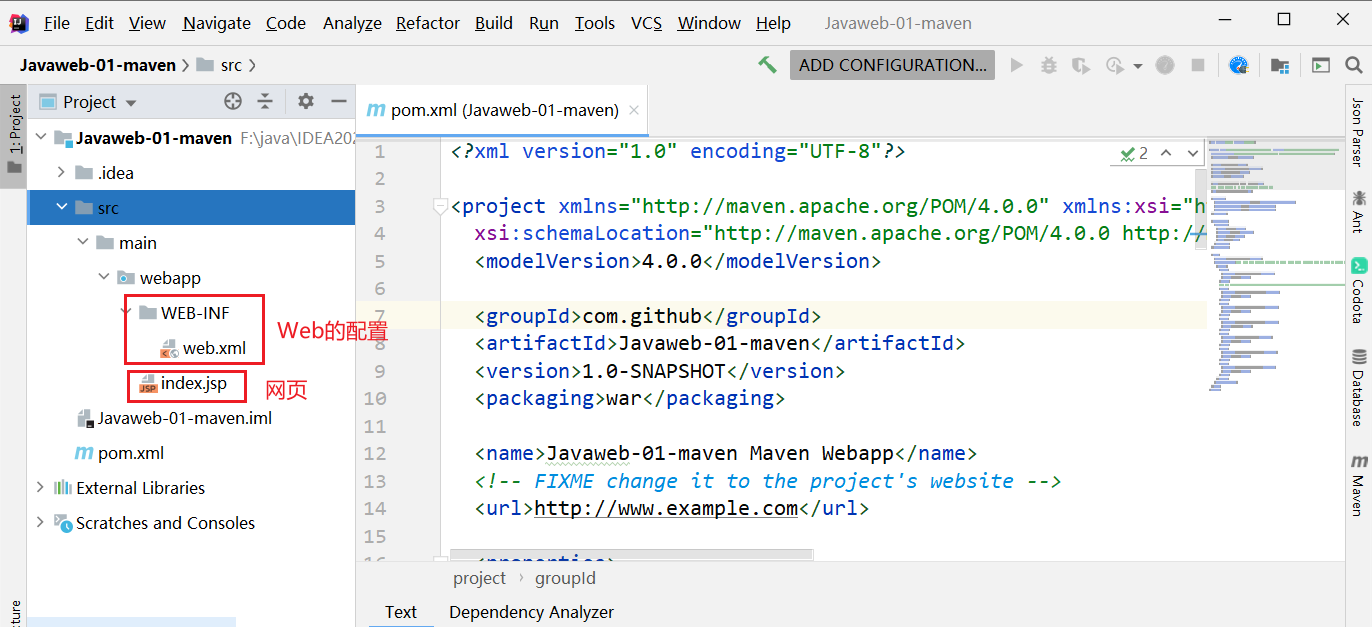 File Edit View Navigate Code Analyze Refactor Build Run Tools VCS Window Help Javaweb-01-maven
Javaweb-01-maven src ADD CONFIGURATION...
1: Project
Project
Javaweb-01-maven F:\java\IDEA202
.idea
src
main
webapp
WEB-INF
web.xml
Web的配置
index.jsp
网页
Javaweb-01-maven.iml
pom.xml
External Libraries
Scratches and Consoles
pom.xml (Javaweb-01-maven)
1 <?xml version="1.0" encoding="UTF-8"?>
2
3 <project xmlns="http://maven.apache.org/POM/4.0.0" xmlns:xsi="h
4 xsi:schemaLocation="http://maven.apache.org/POM/4.0.0 http://
5 <modelVersion>4.0.0</modelVersion>
6
7 <groupId>com.github</groupId>
8 <artifactId>Javaweb-01-maven</artifactId>
9 <version>1.0-SNAPSHOT</version>
10 <packaging>war</packaging>
11
12 <name>Javaweb-01-maven Maven Webapp</name>
13 <!-- FIXME change it to the project's website -->
14 <url>http://www.example.com</url>
15
16 <properties>
2
project groupId
Text Dependency Analyzer
Json Parser
Ant
Codota
Database
m Maven